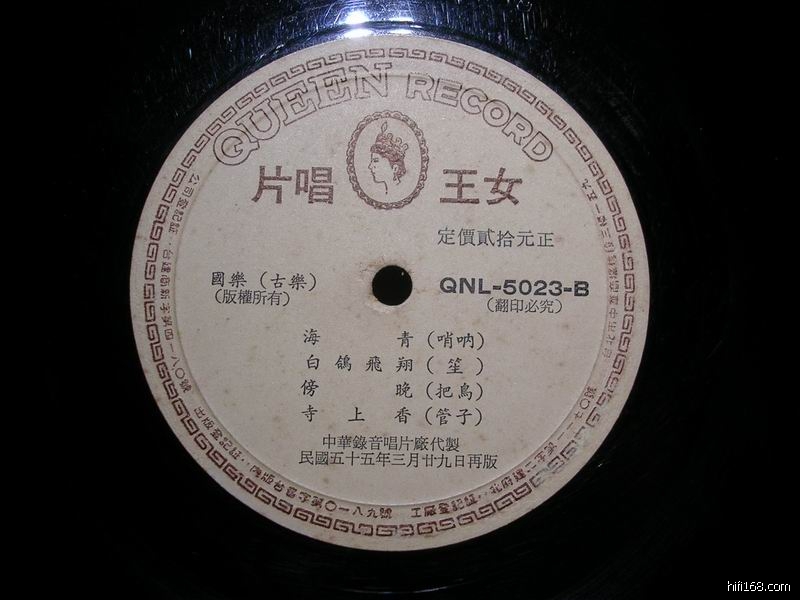 QUEEN RECORD
片唱 王女
定價貳拾元正
國樂（古樂）
（版權所有）
QNL-5023-B
（翻印必究）
海青（哨呐）
白鴿飛翔（笙）
傍晚（把烏）
寺上香（管子）
中華錄音唱片廠代製
民國五十五年三月廿九日再版
hifi168.com